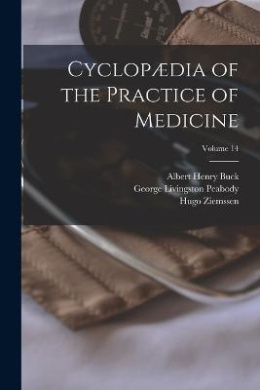 Cyclopædia of
the Practice of
Medicine
Volume 14
Albert Henry Buck
George Livingston Peabody
Hugo Ziemssen